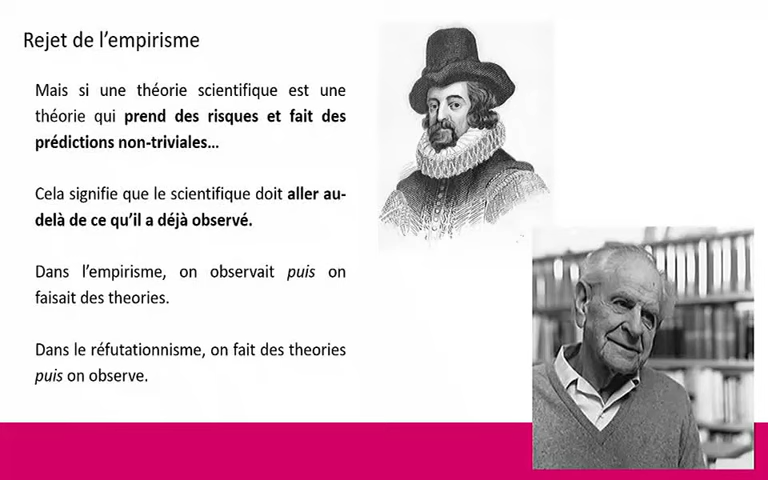 Rejet de l’empirisme
Mais si une théorie scientifique est une
théorie qui prend des risques et fait des
prédictions non-triviales…
Cela signifie que le scientifique doit aller au-
delà de ce qu’il a déjà observé.
Dans l’empirisme, on observait puis on
faisait des theories.
Dans le réfutationnisme, on fait des theories
puis on observe.